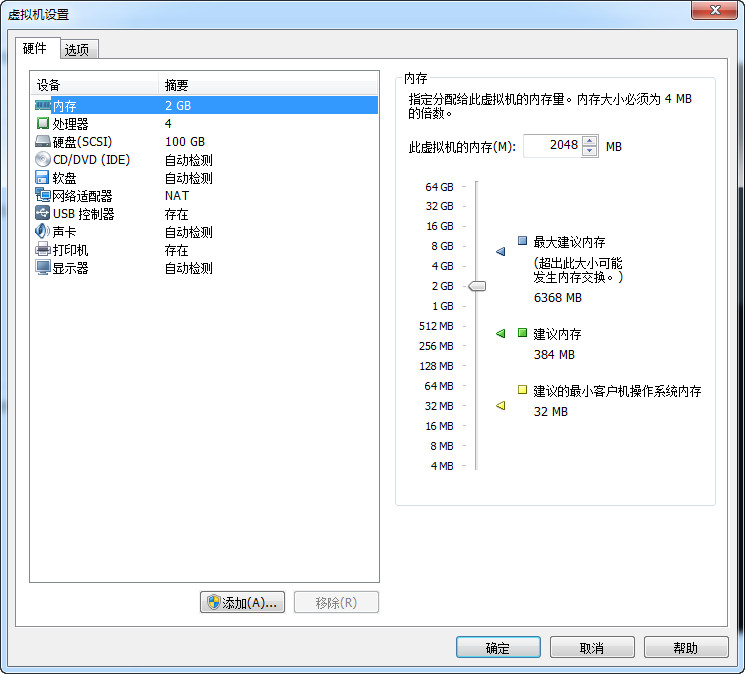 虚拟机设置
硬件 选项
设备 摘要
内存 2 GB
处理器 4
硬盘(SCSI) 100 GB
CD/DVD (IDE) 自动检测
软盘 自动检测
网络适配器 NAT
USB 控制器 存在
声卡 自动检测
打印机 存在
显示器 自动检测
添加(A)... 移除(R)
内存
指定分配给此虚拟机的内存量。内存大小必须为 4 MB
的倍数。
此虚拟机的内存(M): 2048 MB
64 GB
32 GB
16 GB
8 GB
4 GB
2 GB
1 GB
512 MB
256 MB
128 MB
64 MB
32 MB
16 MB
8 MB
4 MB
最大建议内存
(超出此大小可能
发生内存交换。)
6368 MB
建议内存
384 MB
建议的最小客户机操作系统内存
32 MB
确定 取消 帮助